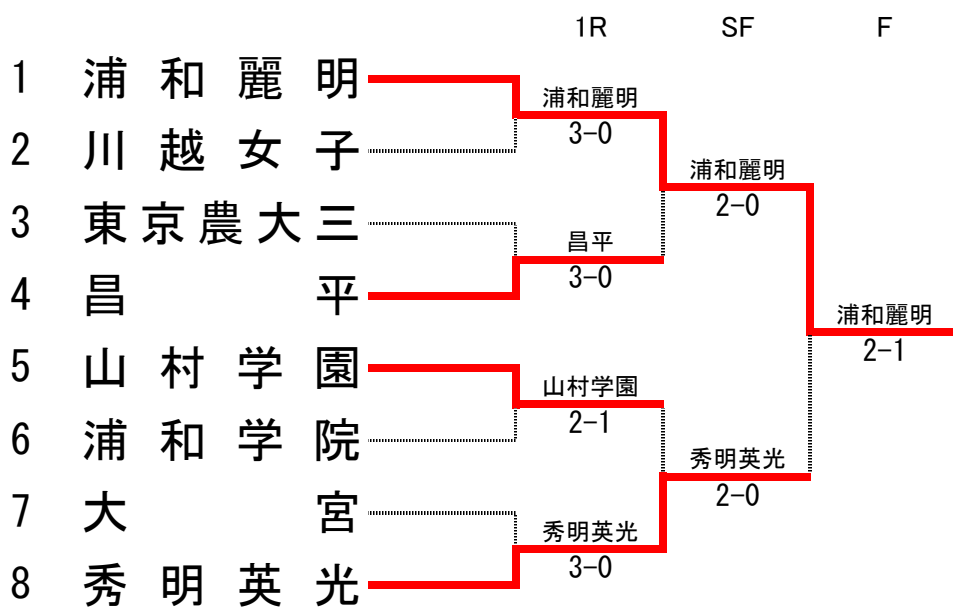 1R SF F
1 浦和麗明
2 川越女子
3 東京農大三
4 昌平
5 山村学園
6 浦和学院
7 大宮
8 秀明英光
浦和麗明
3-0
昌平
3-0
山村学園
2-1
秀明英光
3-0
浦和麗明
2-0
秀明英光
2-0
浦和麗明
2-1